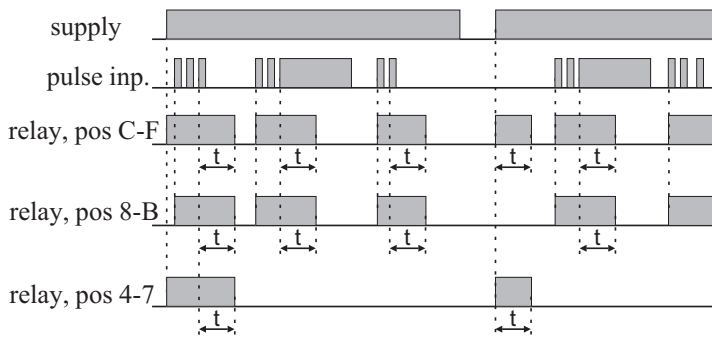 supply
pulse inp.
relay, pos C-F
t t t t t
relay, pos 8-B
t t t t
relay, pos 4-7
t t